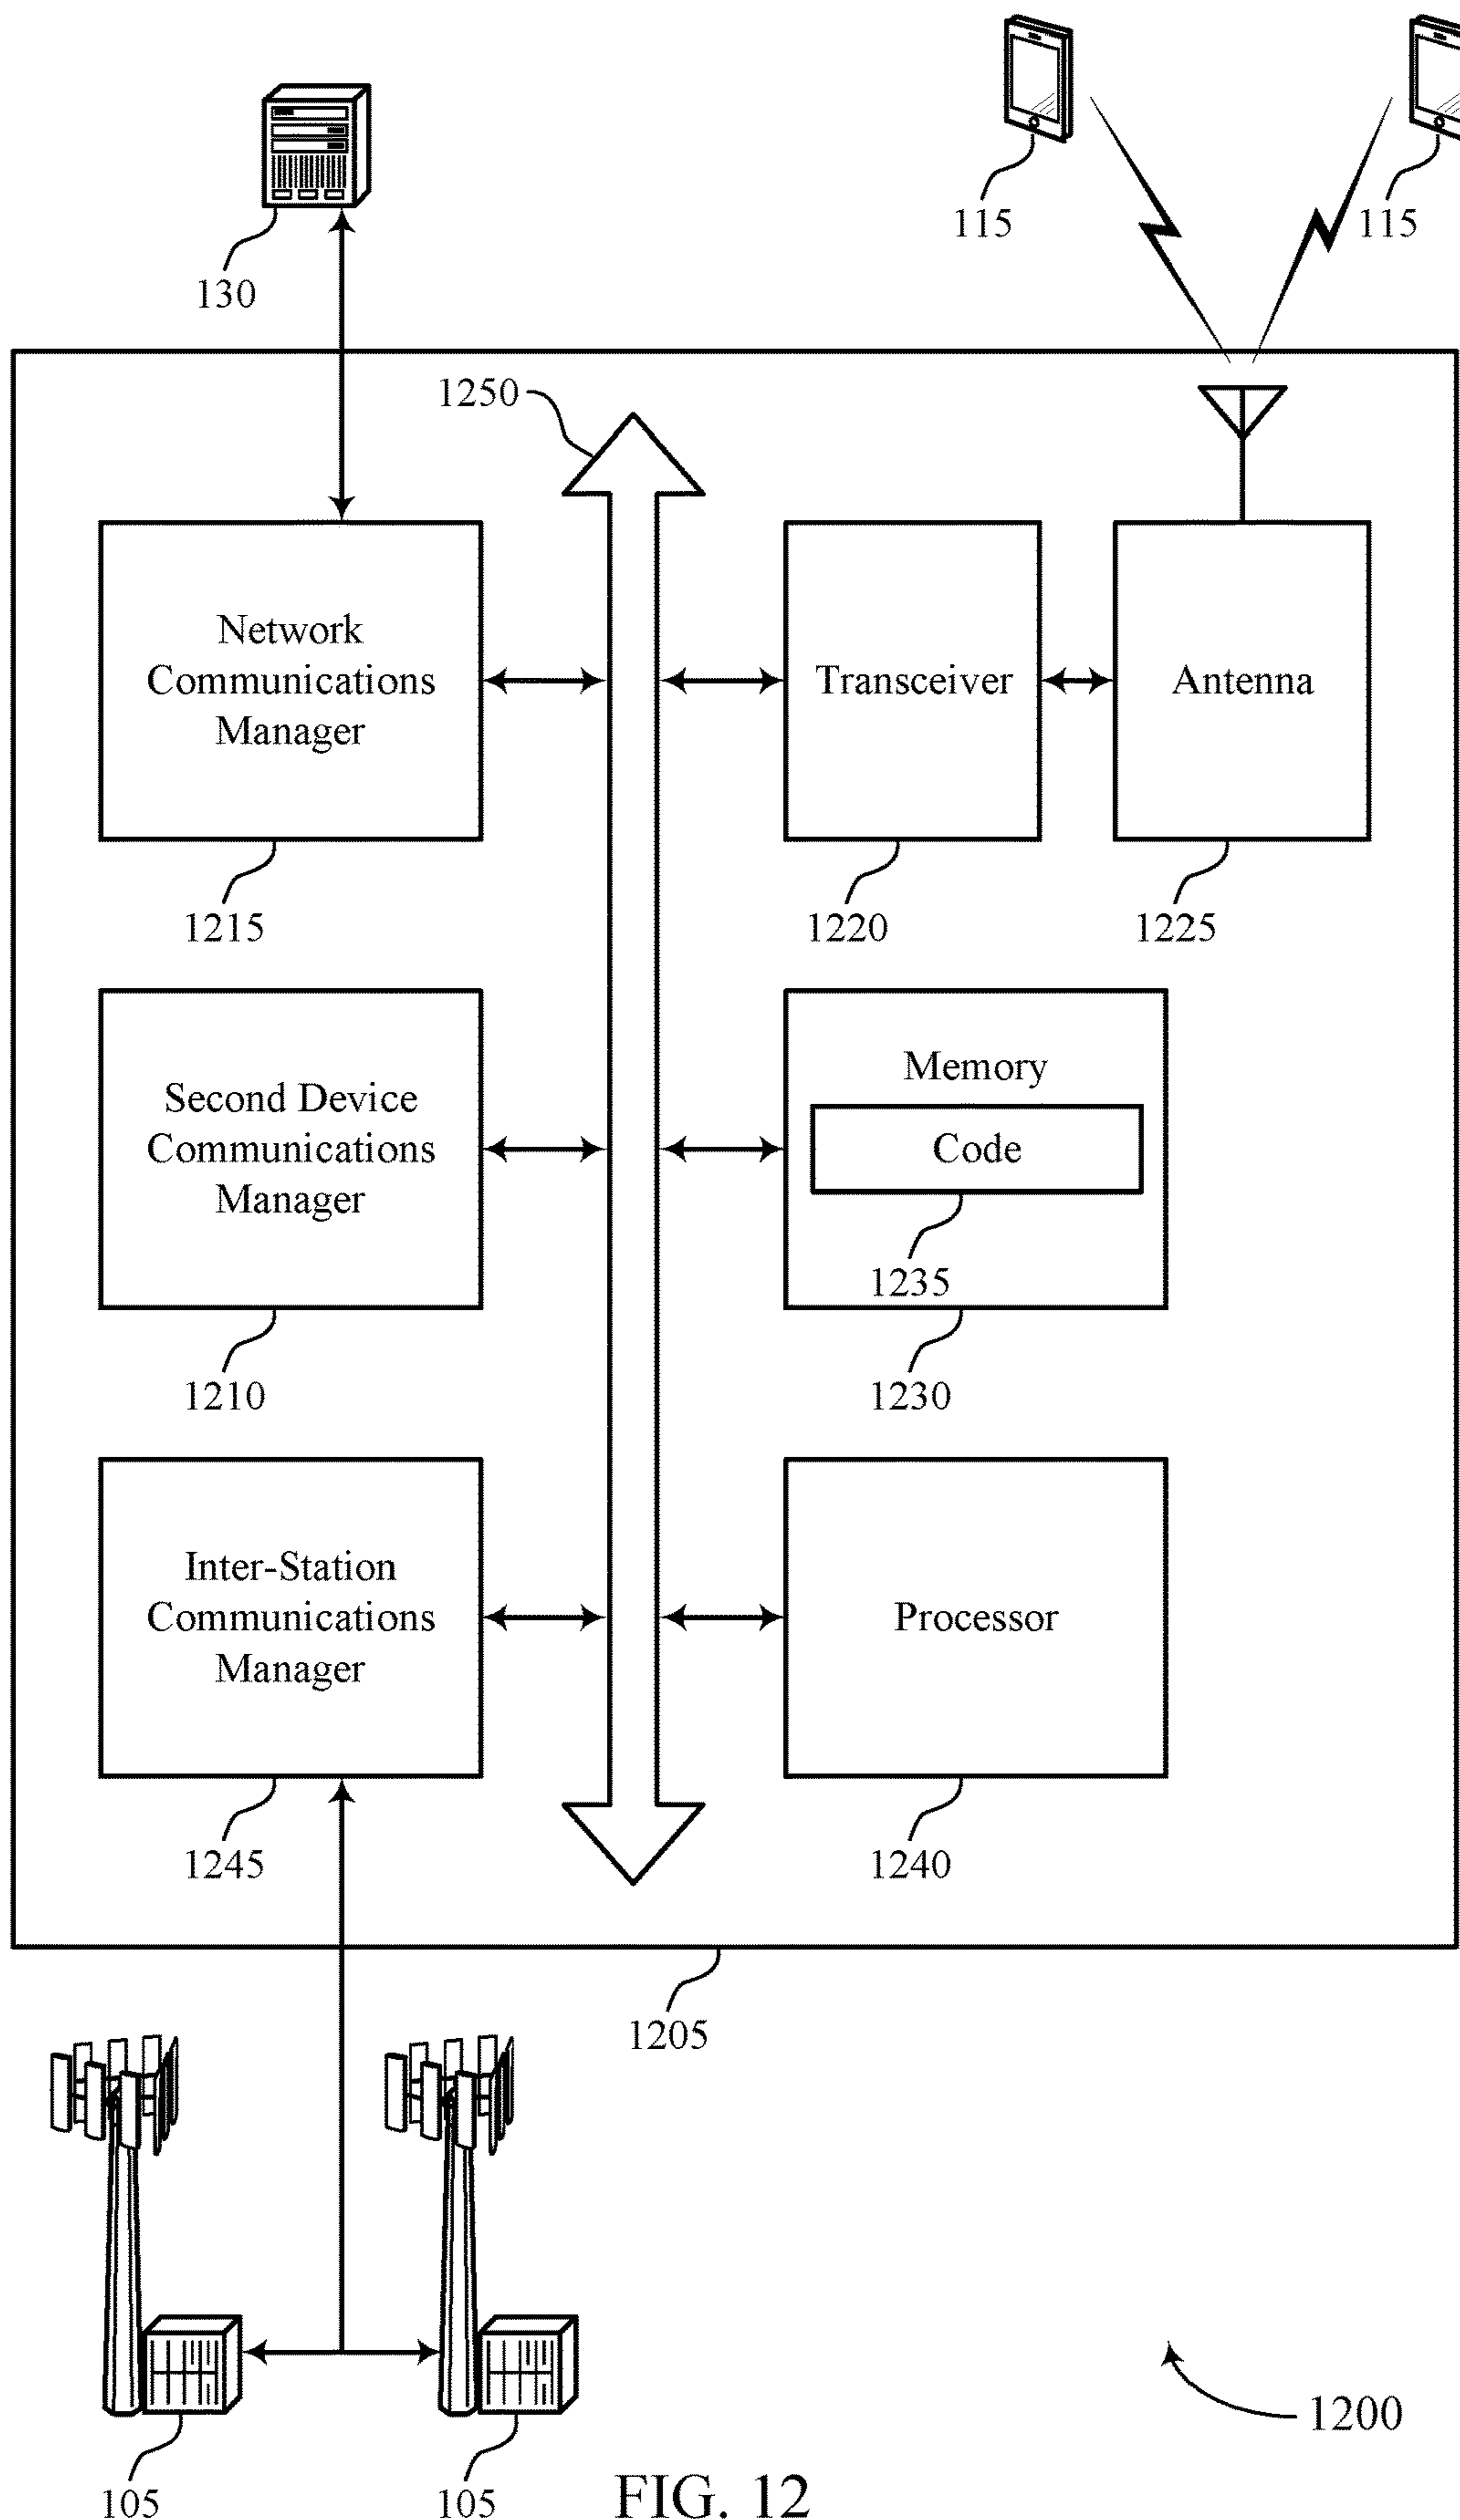 130
115
115
1250
Network
Communications
Manager
Transceiver
Antenna
1215
1220
1225
Second Device
Communications
Manager
Memory
Code
1235
1210
1230
Inter-Station
Communications
Manager
Processor
1245
1240
1205
1200
105
105
FIG. 12